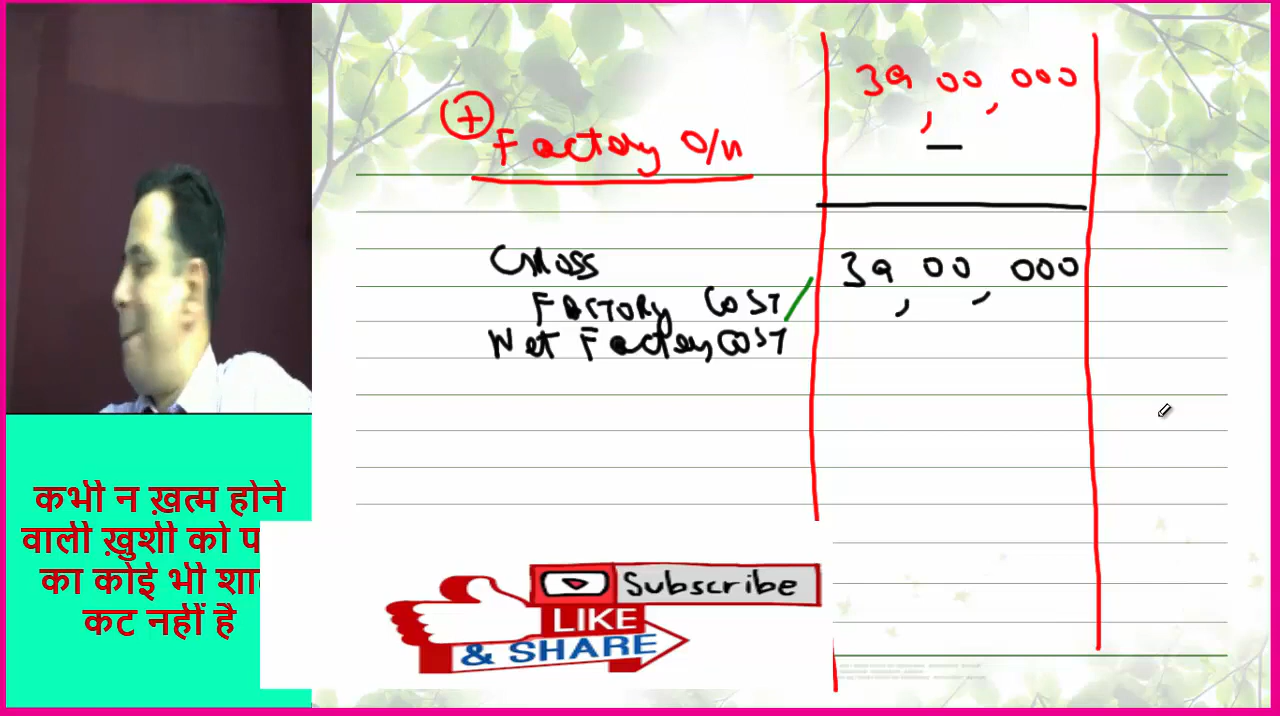 39,00,000
+
Factory O/H
—
Gross
FACTORY COST/
39,00,000
Net Factory COST
कभी न ख़त्म होने
वाली ख़ुशी को
का कोई भी
कट नहीं है
Subscribe
LIKE
& SHARE